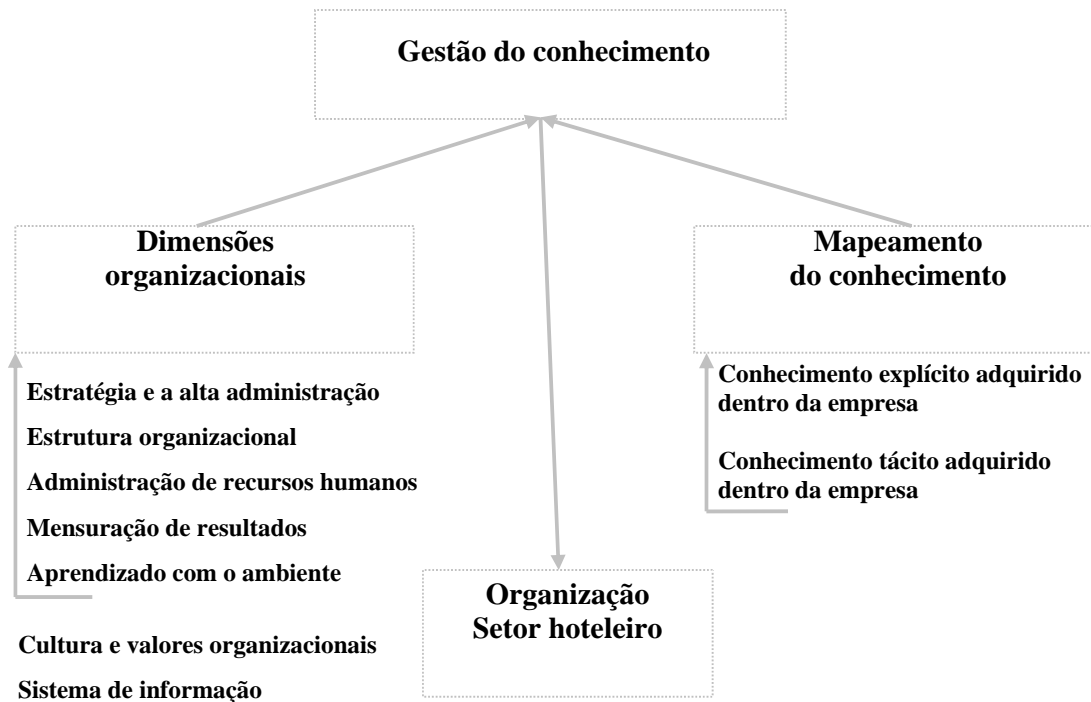 Gestão do conhecimento
Dimensões
organizacionais
Mapeamento
do conhecimento
Estratégia e a alta administração
Estrutura organizacional
Administração de recursos humanos
Mensuração de resultados
Aprendizado com o ambiente
Cultura e valores organizacionais
Sistema de informação
Conhecimento explícito adquirido
dentro da empresa
Conhecimento tácito adquirido
dentro da empresa
Organização
Setor hoteleiro